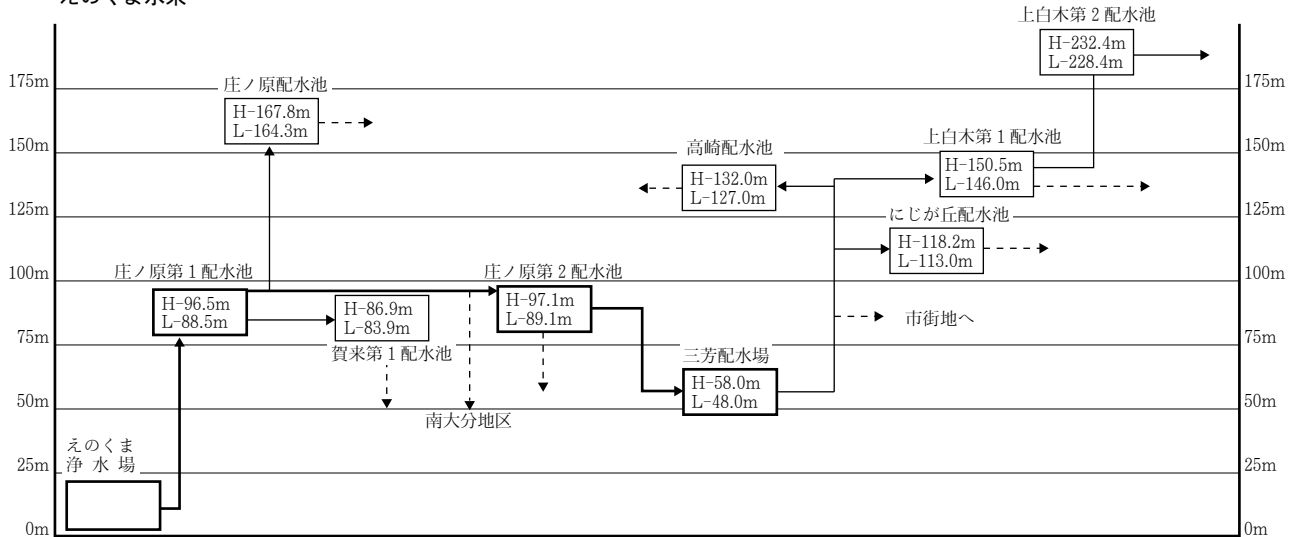 えのくま水系
上白木第2配水池
H-232.4m
L-228.4m
175m
175m
庄ノ原配水池
H-167.8m
L-164.3m
150m
150m
高崎配水池
H-132.0m
L-127.0m
上白木第1配水池
H-150.5m
L-146.0m
125m
125m
にじが丘配水池
H-118.2m
L-113.0m
100m
100m
庄ノ原第1配水池
H-96.5m
L-88.5m
H-86.9m
L-83.9m
賀来第1配水池
庄ノ原第2配水池
H-97.1m
L-89.1m
市街地へ
75m
75m
三芳配水場
H-58.0m
L-48.0m
50m
50m
南大分地区
えのくま
浄水場
25m
25m
0m
0m